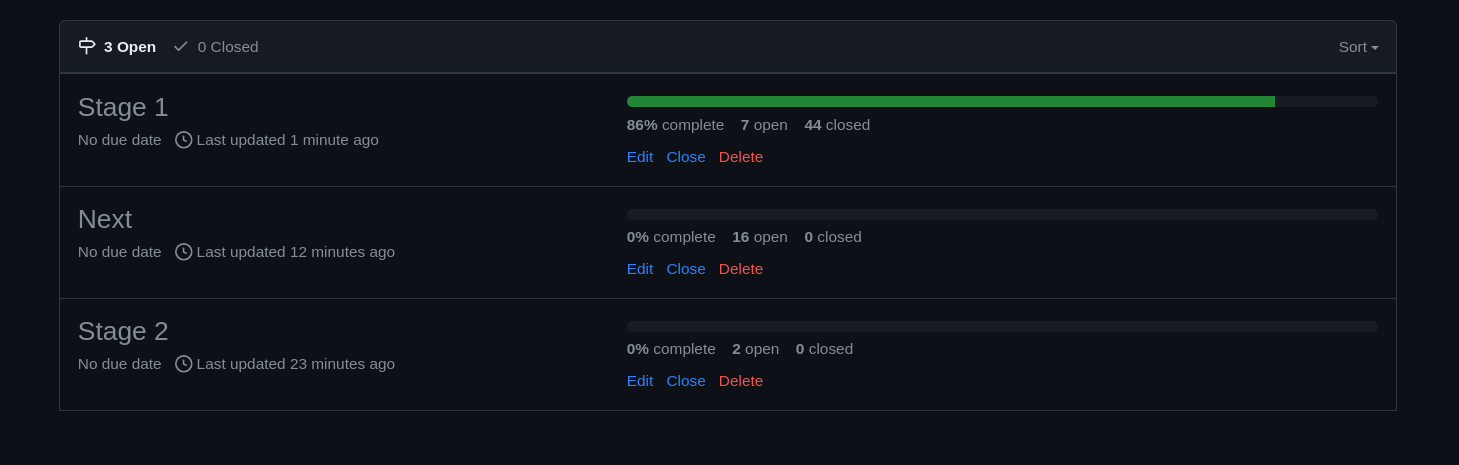 3 Open 0 Closed Sort
Stage 1
No due date Last updated 1 minute ago
86% complete 7 open 44 closed
Edit Close Delete
Next
No due date Last updated 12 minutes ago
0% complete 16 open 0 closed
Edit Close Delete
Stage 2
No due date Last updated 23 minutes ago
0% complete 2 open 0 closed
Edit Close Delete